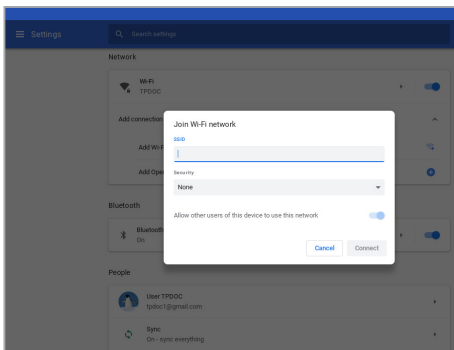 Settings
Search settings
Network
Wi-Fi
TPDOC
Add connection
Join Wi-Fi network
SSID
Add Wi-F
Security
None
Add Ope
Allow other users of this device to use this network
Bluetooth
Bluetooth
On
Cancel
Connect
People
User TPDOC
tpdoc1@gmail.com
Sync
On - sync everything